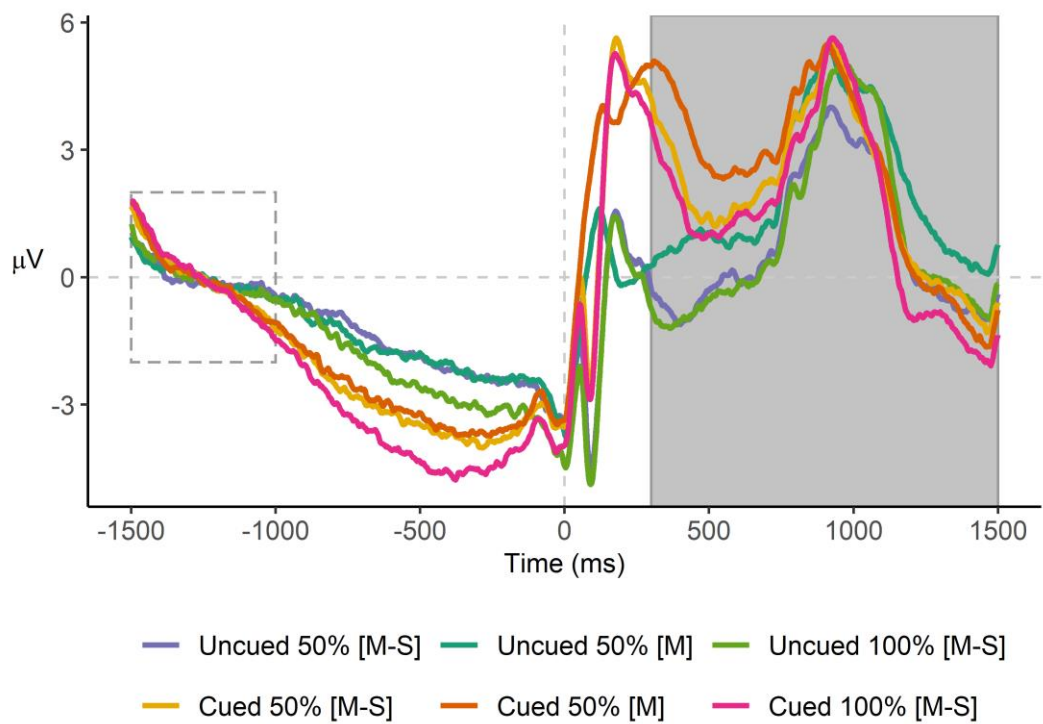 6
3
μV
0
-3
-1500 -1000 -500 0 500 1000 1500
Time (ms)
Uncued 50% [M-S] Uncued 50% [M] Uncued 100% [M-S]
Cued 50% [M-S] Cued 50% [M] Cued 100% [M-S]